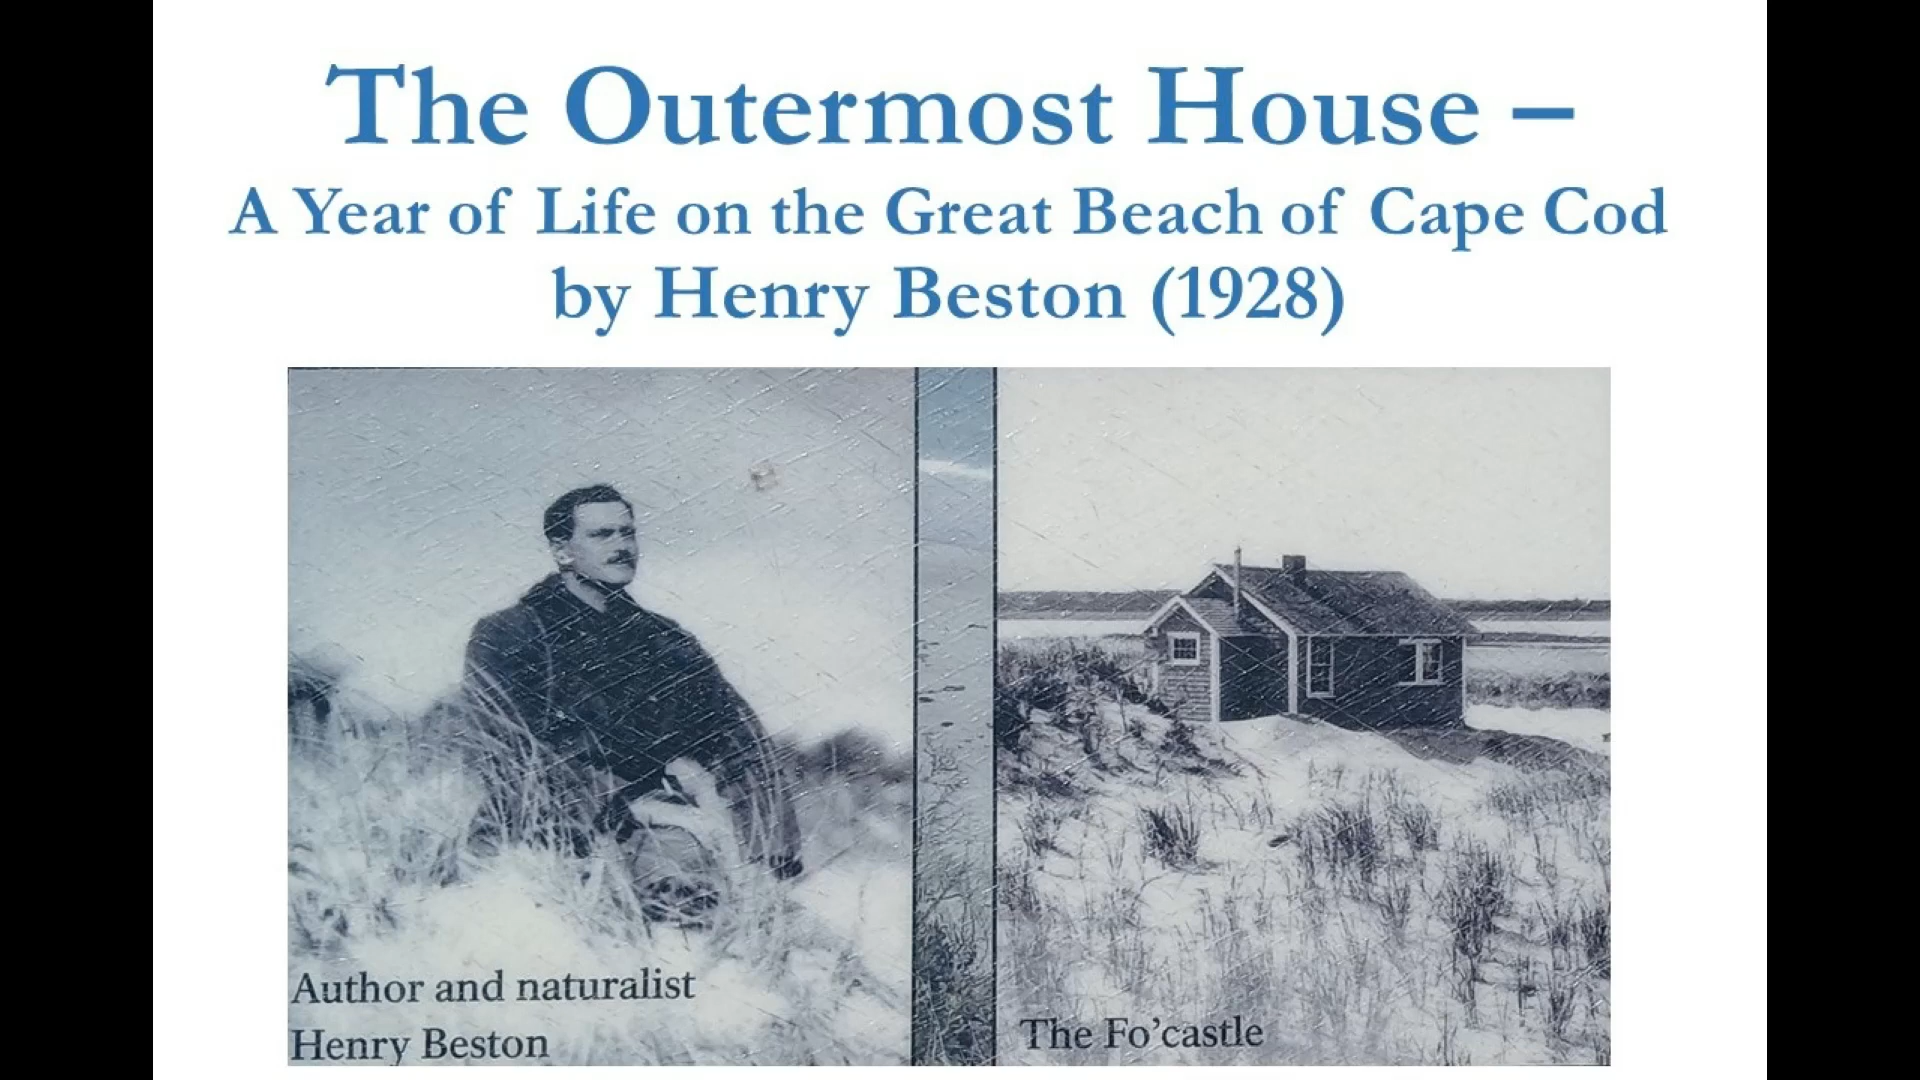 The Outermost House –
A Year of Life on the Great Beach of Cape Cod
by Henry Beston (1928)
Author and naturalist
Henry Beston
The Fo’castle